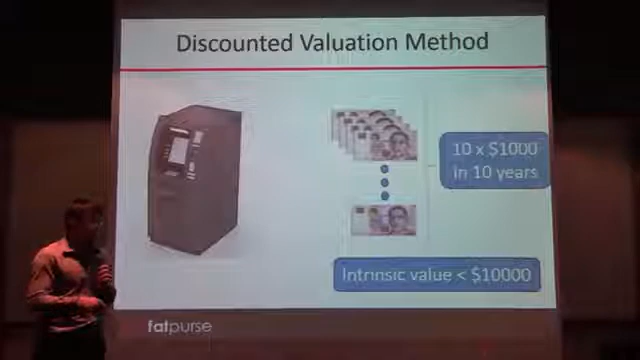 Discounted Valuation Method
10 x $1000
in 10 years
Intrinsic value < $10000
fatpurse